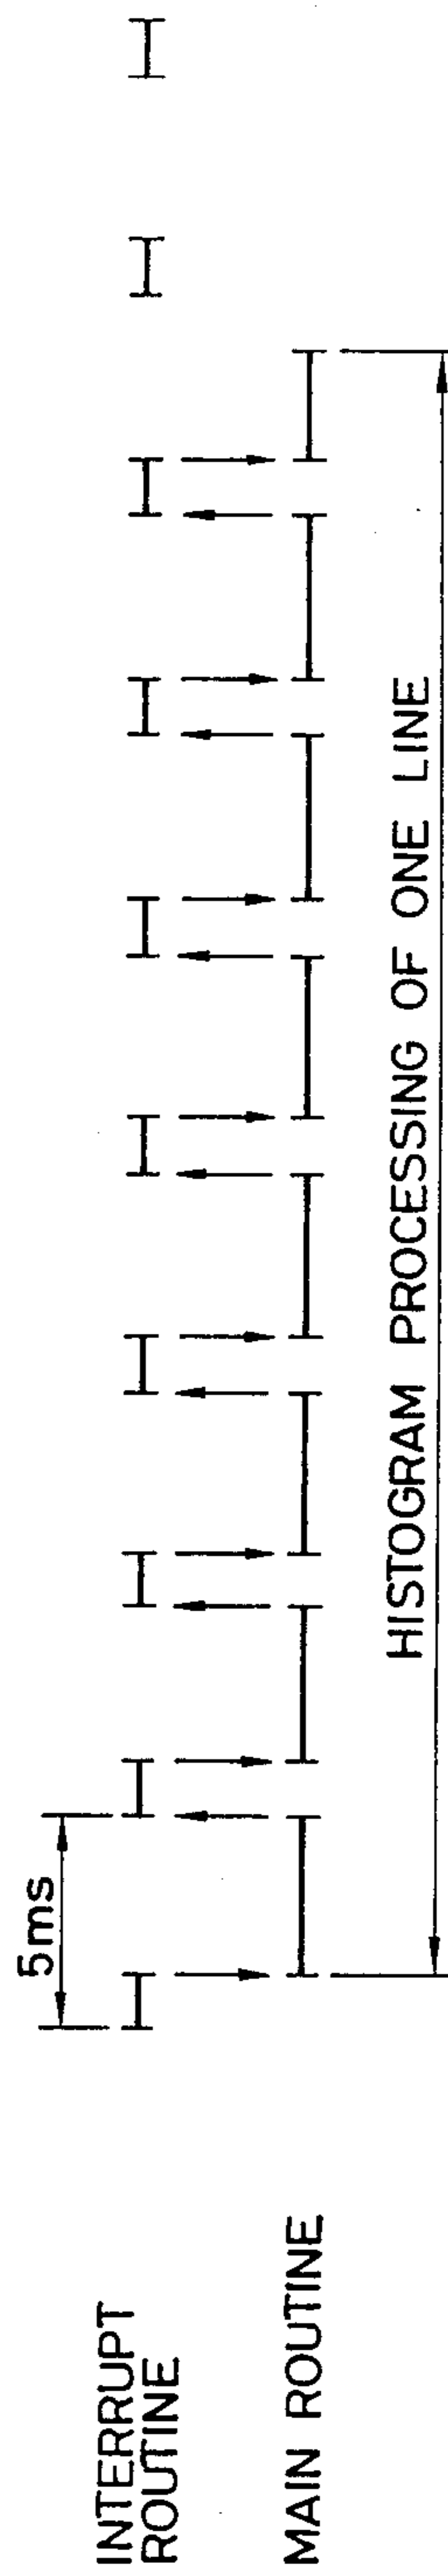 5ms
INTERRUPT
ROUTINE
MAIN ROUTINE
HISTOGRAM PROCESSING OF ONE LINE